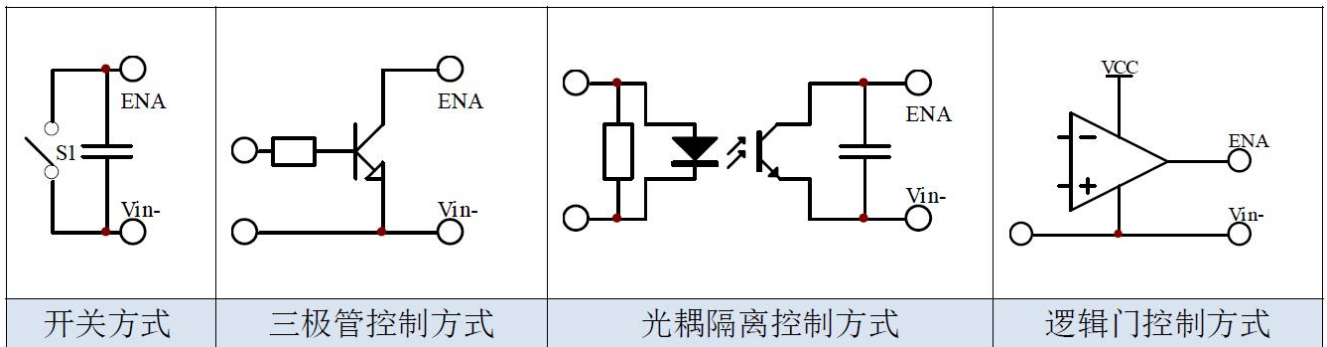 ENA
S1
Vin-
ENA
Vin-
ENA
Vin-
VCC
ENA
Vin-
开关方式
三极管控制方式
光耦隔离控制方式
逻辑门控制方式